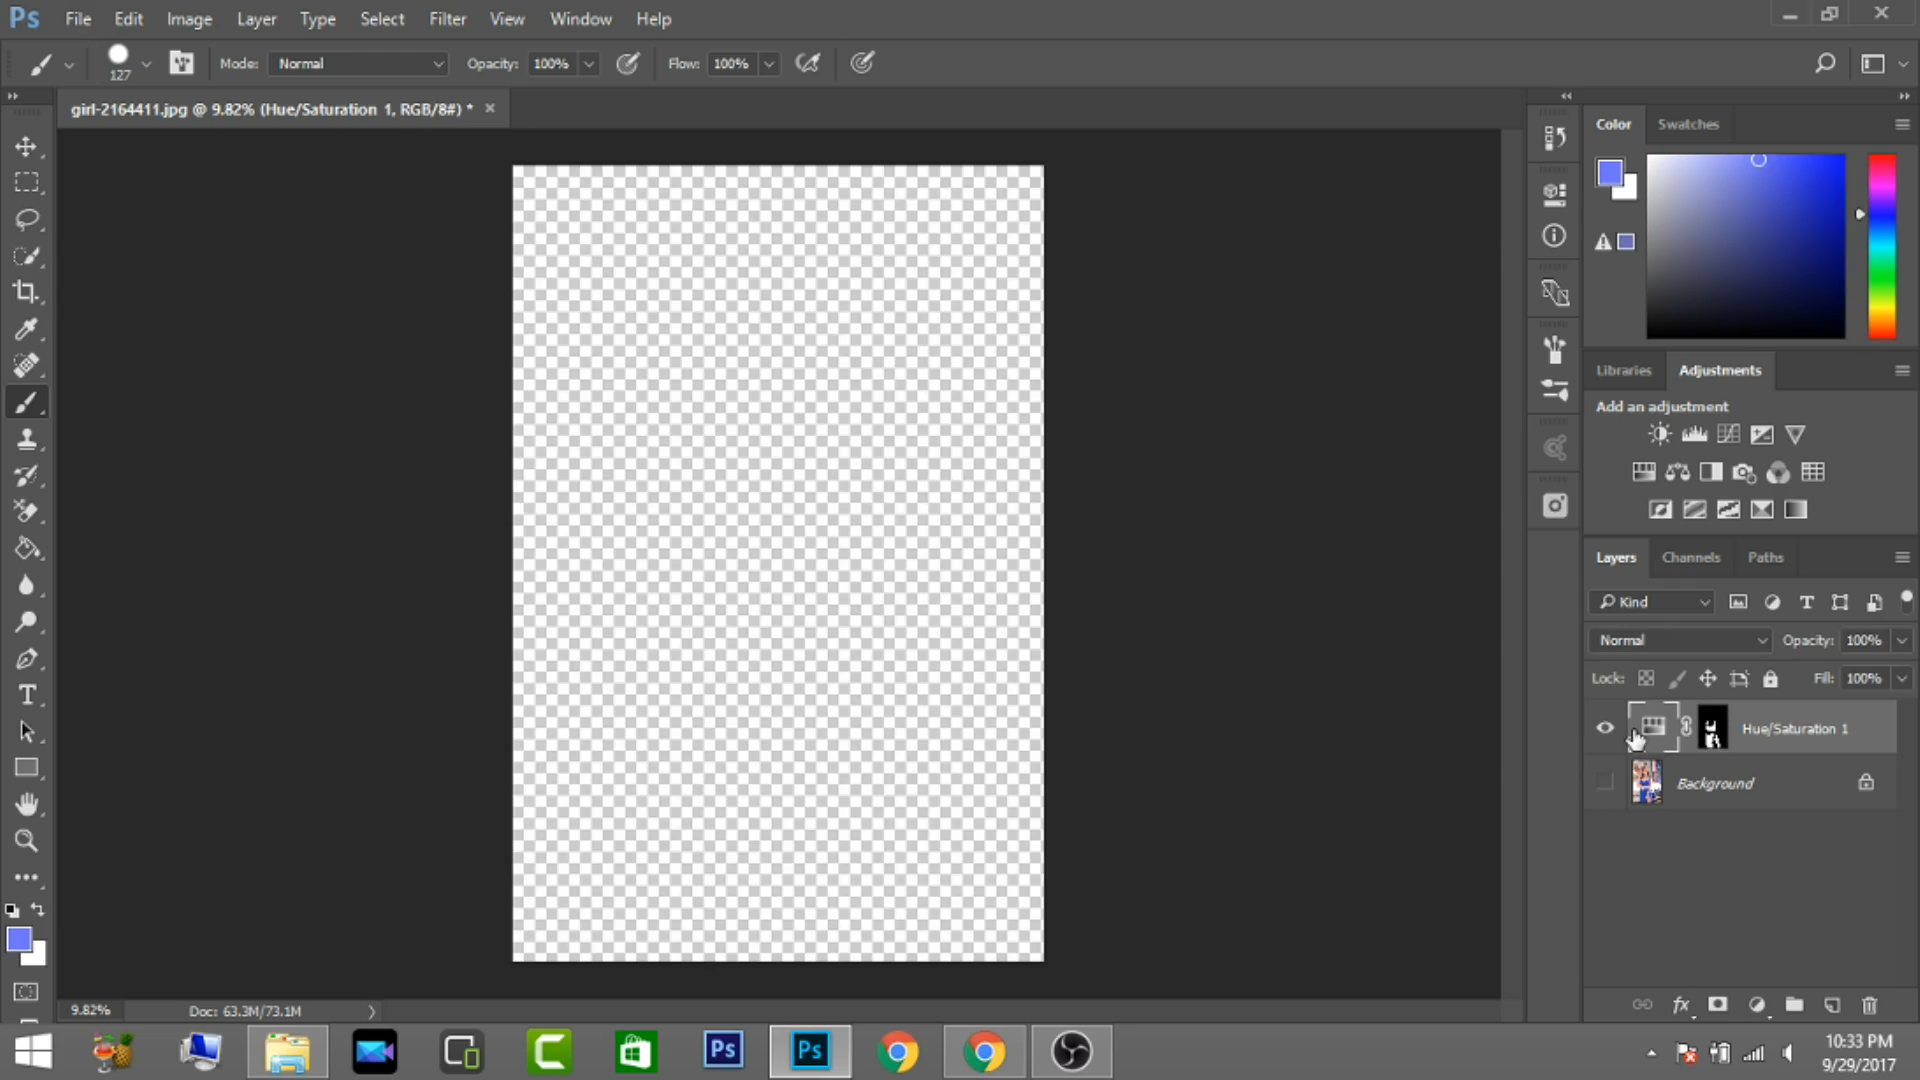 Ps File Edit Image Layer Type Select Filter View Window Help
127 Mode: Normal Opacity: 100% Flow: 100%
girl-2164411.jpg @ 9.82% (Hue/Saturation 1, RGB/8#) *
Color Swatches
Libraries Adjustments
Add an adjustment
Layers Channels Paths
Kind
Normal Opacity: 100%
Lock: Fill: 100%
Hue/Saturation 1
Background
9.82% Doc: 63.3M/73.1M
Ps Ps
10:33 PM
9/29/2017